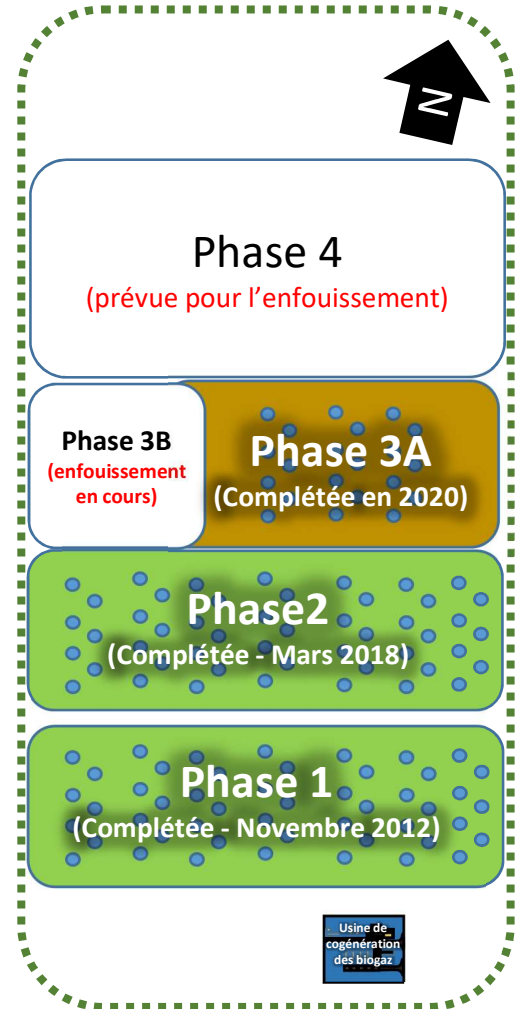 N
Phase 4
(prévue pour l'enfouissement)
Phase 3B
(enfouissement
en cours)
Phase 3A
(Complétée en 2020)
Phase2
(Complétée - Mars 2018)
Phase 1
(Complétée - Novembre 2012)
Usine de
cogénération
des biogaz